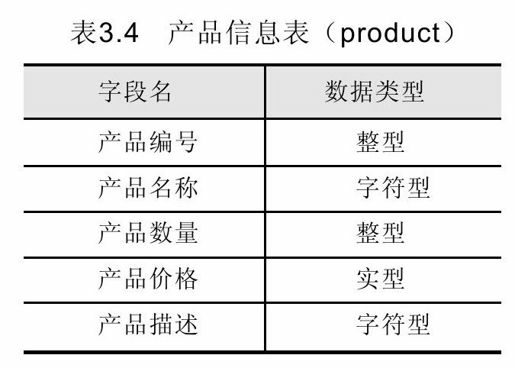 表3.4 产品信息表（product）
字段名 数据类型
产品编号 整型
产品名称 字符型
产品数量 整型
产品价格 实型
产品描述 字符型